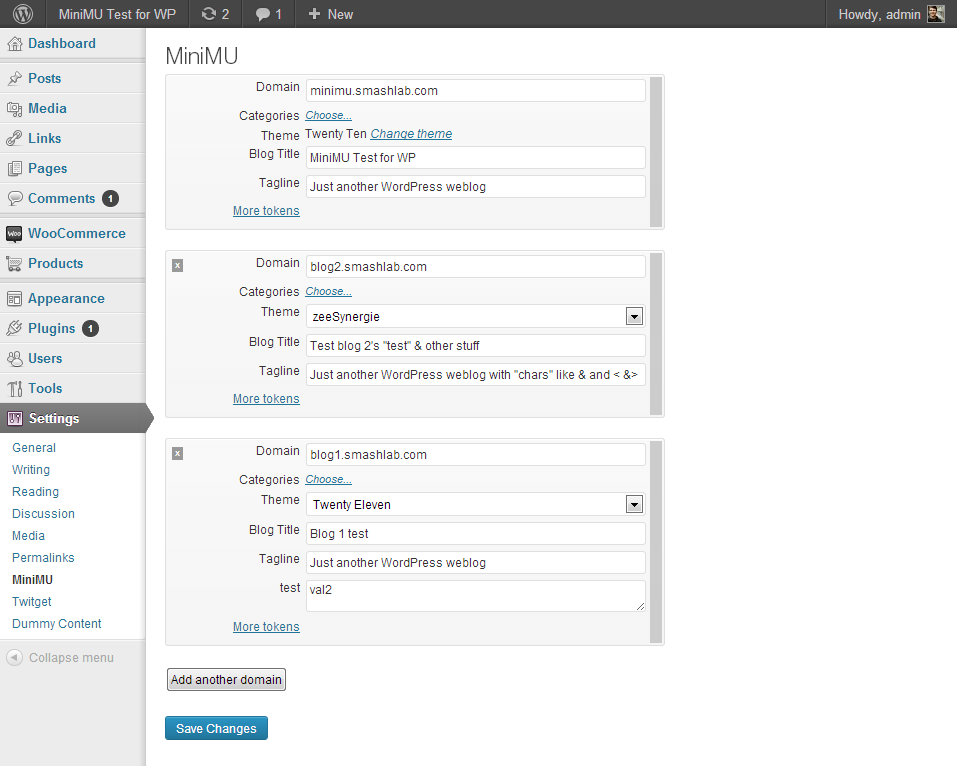 MiniMU Test for WP 2 1 + New Howdy, admin
Dashboard
Posts
Media
Links
Pages
Comments 1
WooCommerce
Products
Appearance
Plugins 1
Users
Tools
Settings
General
Writing
Reading
Discussion
Media
Permalinks
MiniMU
Twitget
Dummy Content
Collapse menu
MiniMU
Domain minimu.smashlab.com
Categories Choose...
Theme Twenty Ten Change theme
Blog Title MiniMU Test for WP
Tagline Just another WordPress weblog
More tokens
x Domain blog2.smashlab.com
Categories Choose...
Theme zeeSynergie
Blog Title Test blog 2's "test" & other stuff
Tagline Just another WordPress weblog with "chars" like & and < &>
More tokens
x Domain blog1.smashlab.com
Categories Choose...
Theme Twenty Eleven
Blog Title Blog 1 test
Tagline Just another WordPress weblog
test val2
More tokens
Add another domain
Save Changes